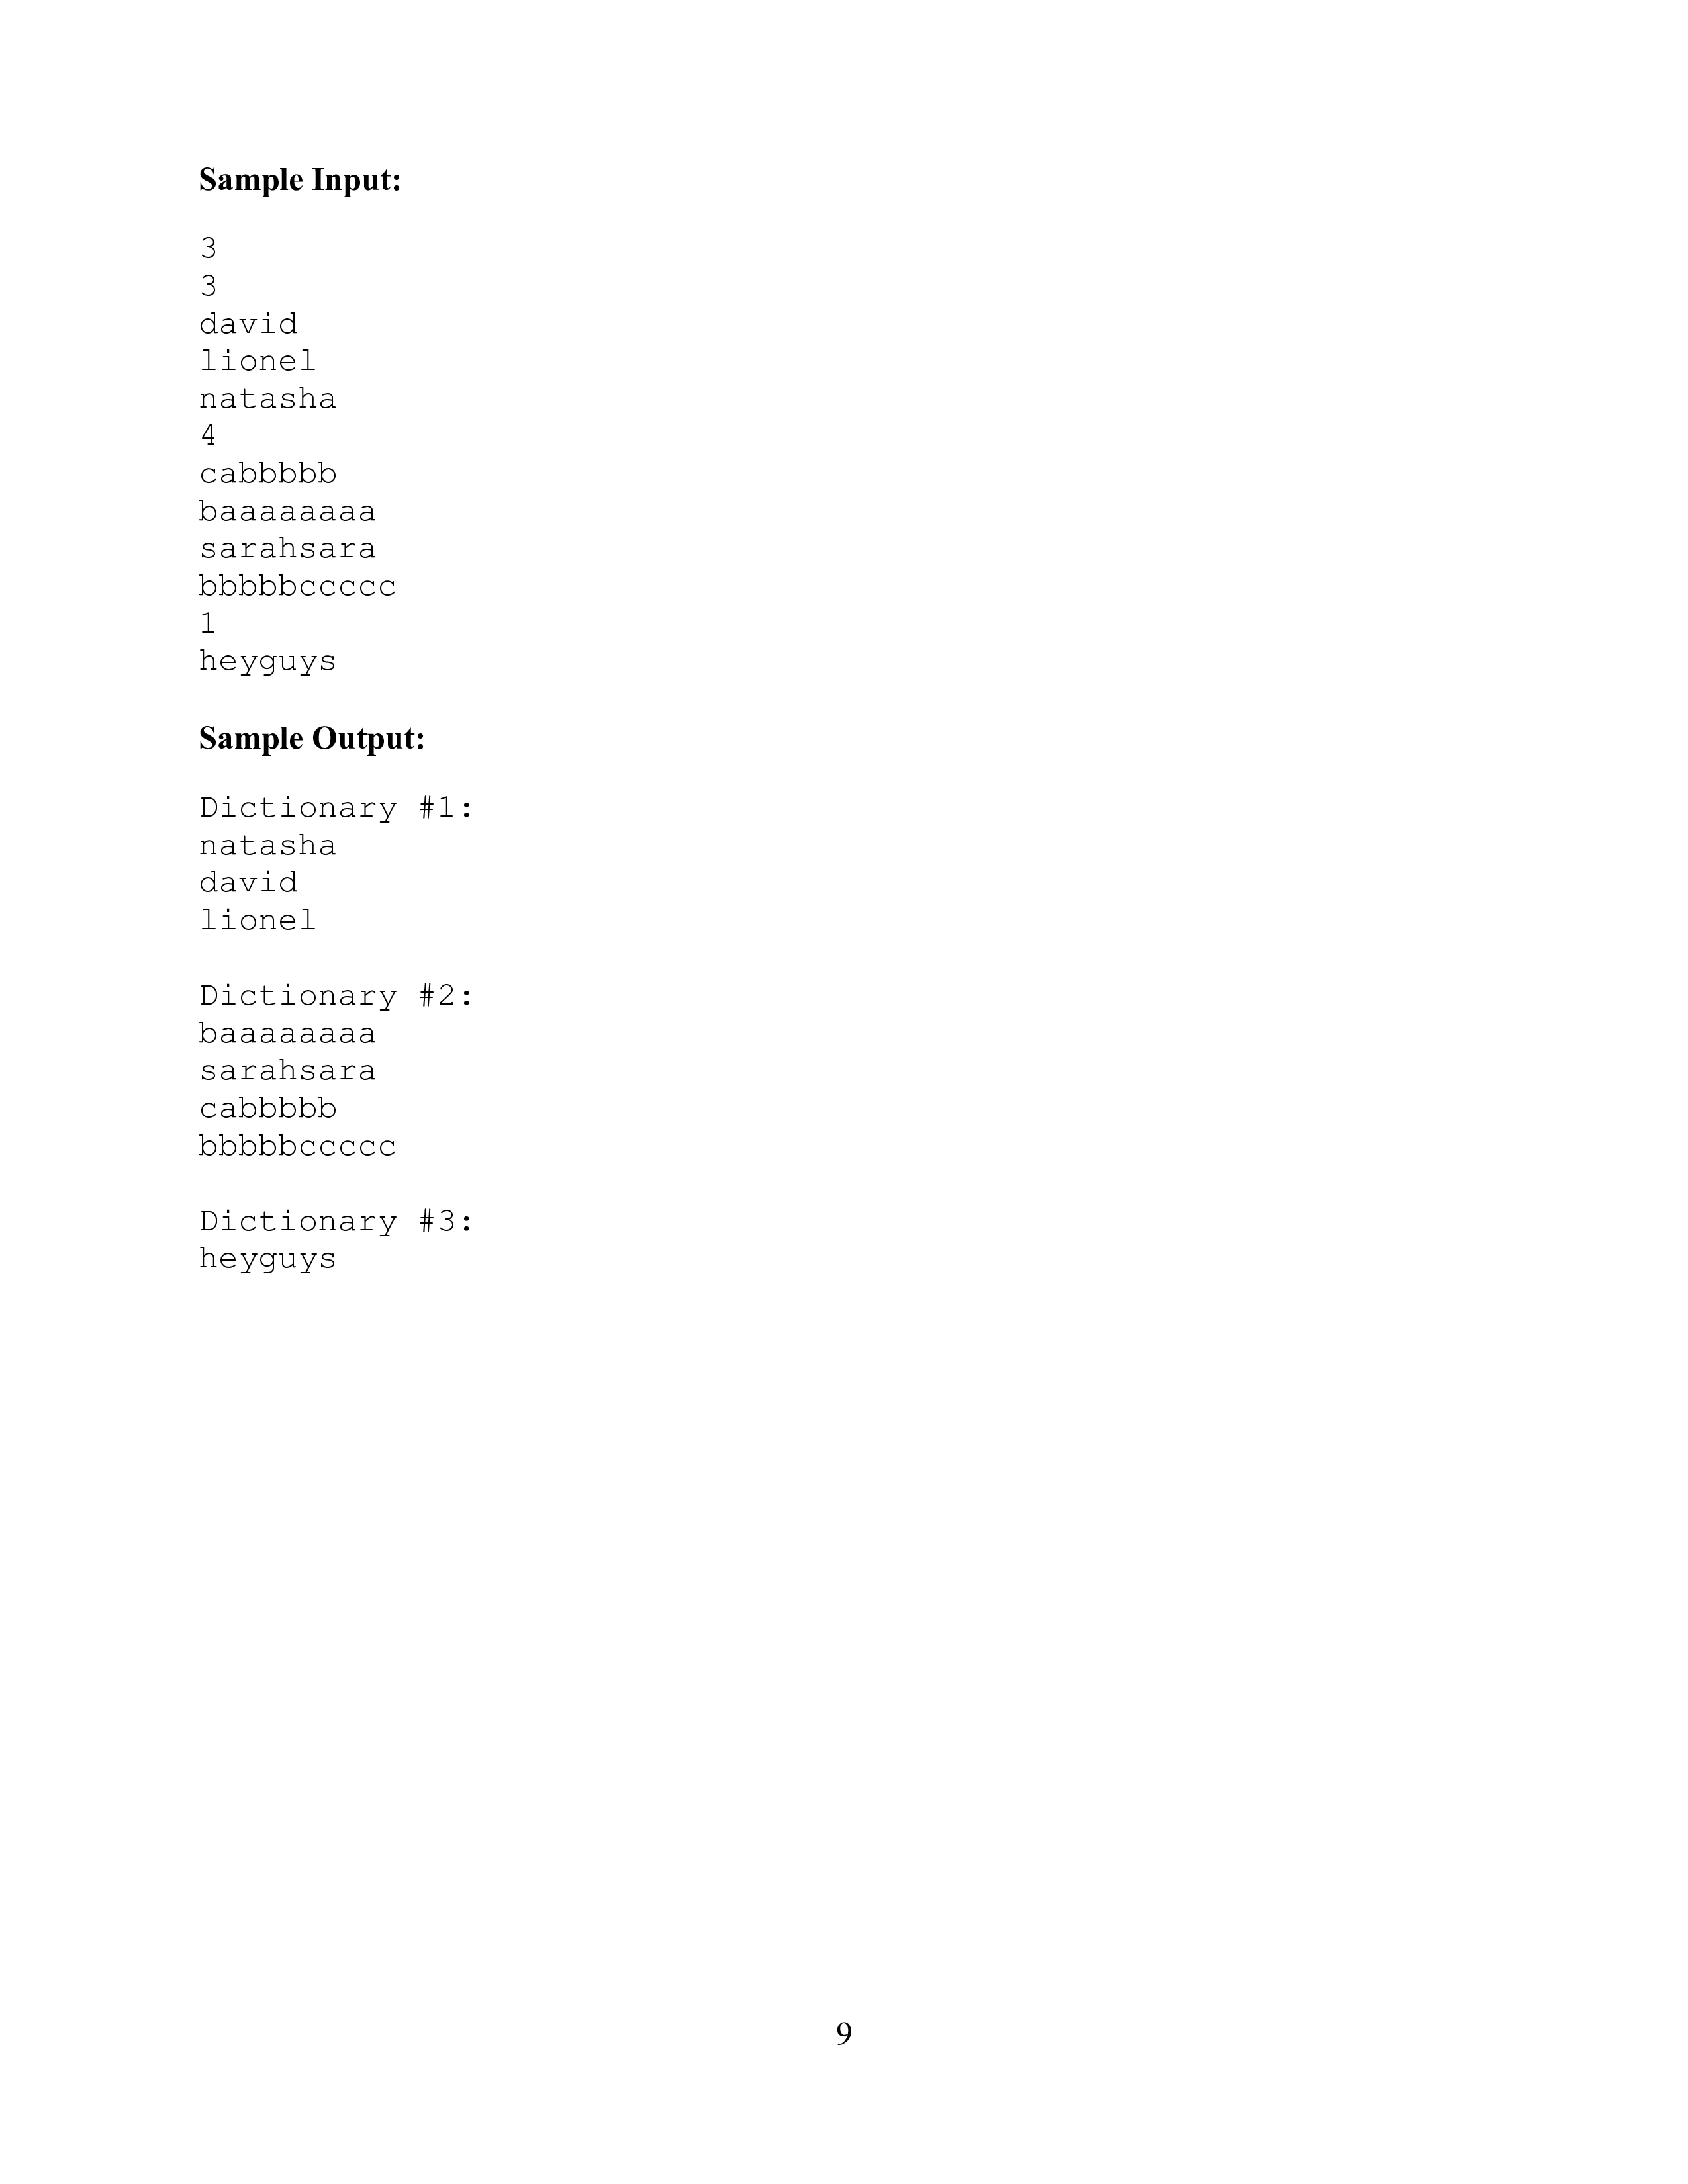 Sample Input:
3
3
david
lionel
natasha
4
cabbbbb
baaaaaaaa
sarahsara
bbbbbccccc
1
heyguys
Sample Output:
Dictionary #1:
natasha
david
lionel
Dictionary #2:
baaaaaaaa
sarahsara
cabbbbb
bbbbbccccc
Dictionary #3:
heyguys
9